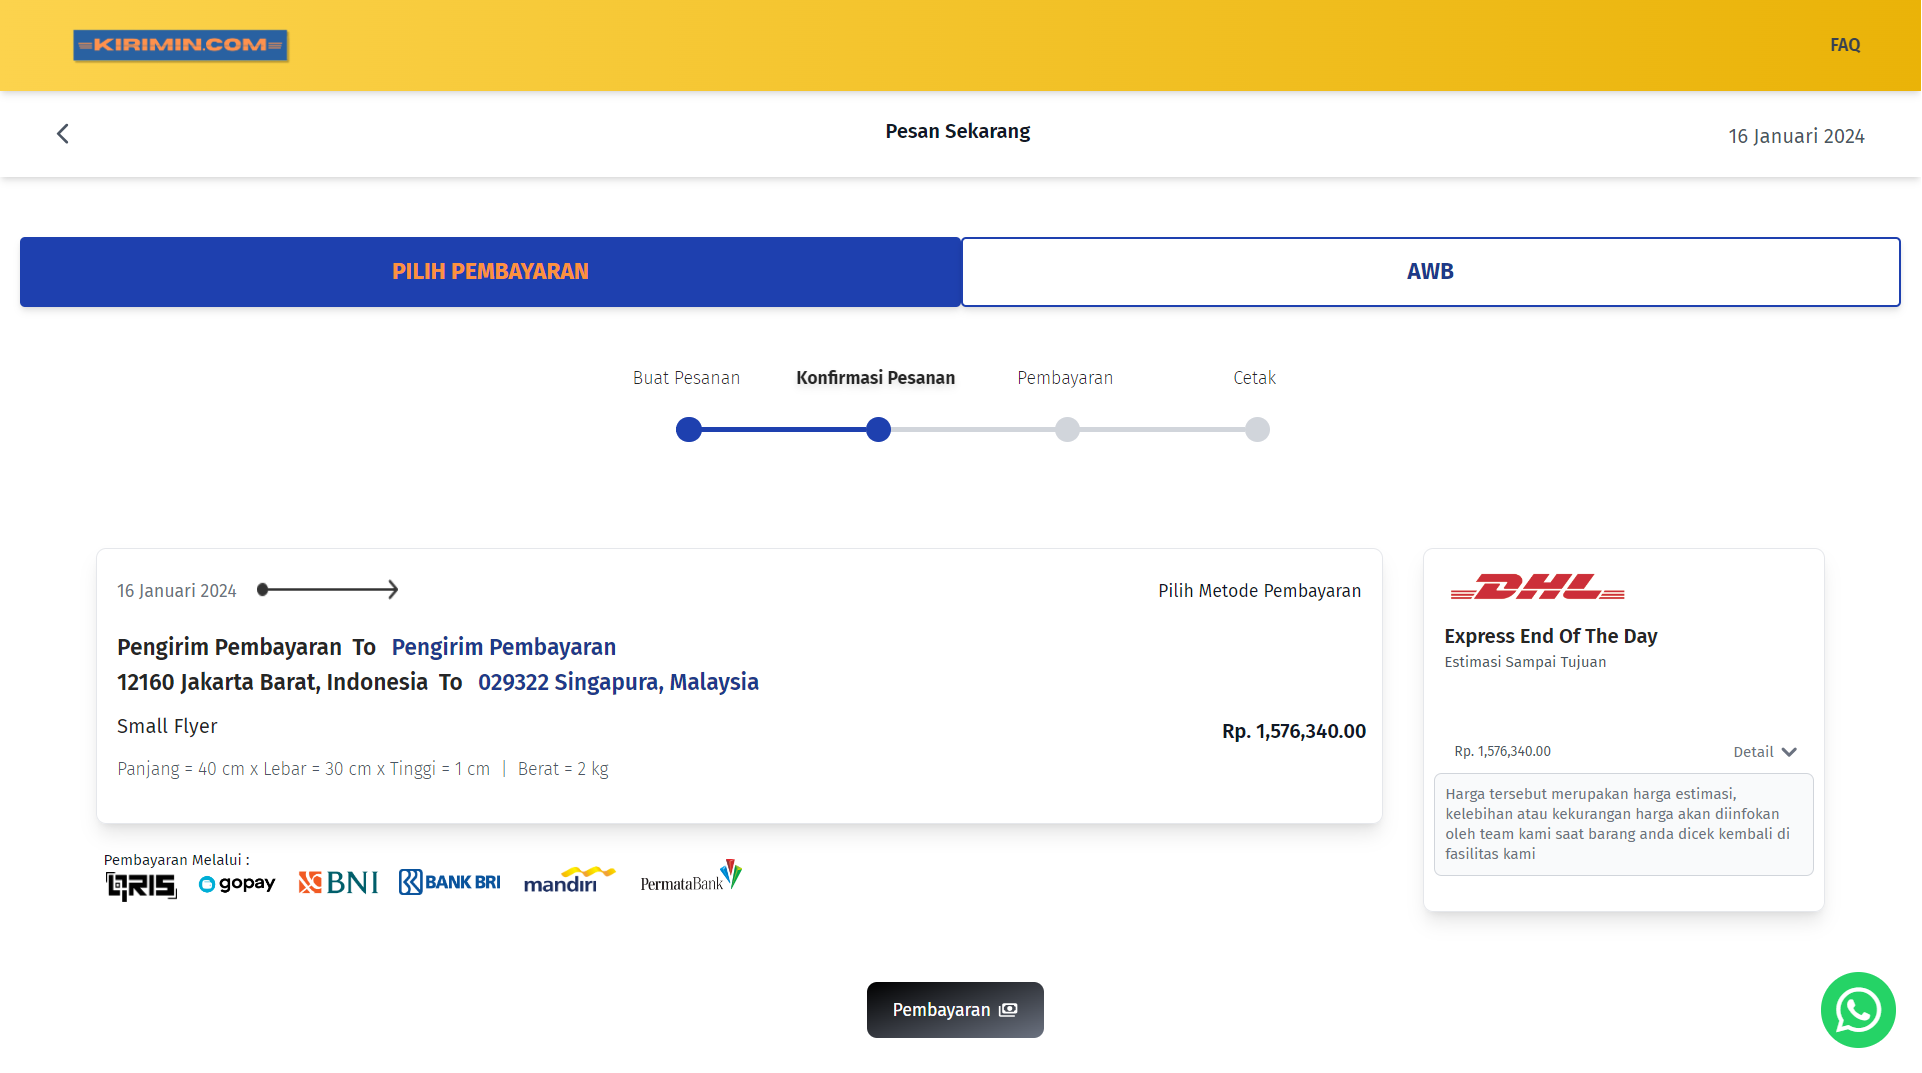 KIRIMIN.COM
FAQ
Pesan Sekarang
16 Januari 2024
PILIH PEMBAYARAN
AWB
Buat Pesanan
Konfirmasi Pesanan
Pembayaran
Cetak
16 Januari 2024
Pilih Metode Pembayaran
Pengirim Pembayaran To Pengirim Pembayaran
12160 Jakarta Barat, Indonesia To 029322 Singapura, Malaysia
Small Flyer
Rp. 1,576,340.00
Panjang = 40 cm x Lebar = 30 cm x Tinggi = 1 cm | Berat = 2 kg
Pembayaran Melalui :
QRIS gopay BNI BANK BRI mandiri PermataBank
DHL
Express End Of The Day
Estimasi Sampai Tujuan
Rp. 1,576,340.00
Detail
Harga tersebut merupakan harga estimasi,
kelebihan atau kekurangan harga akan diinfokan
oleh team kami saat barang anda dicek kembali di
fasilitas kami
Pembayaran